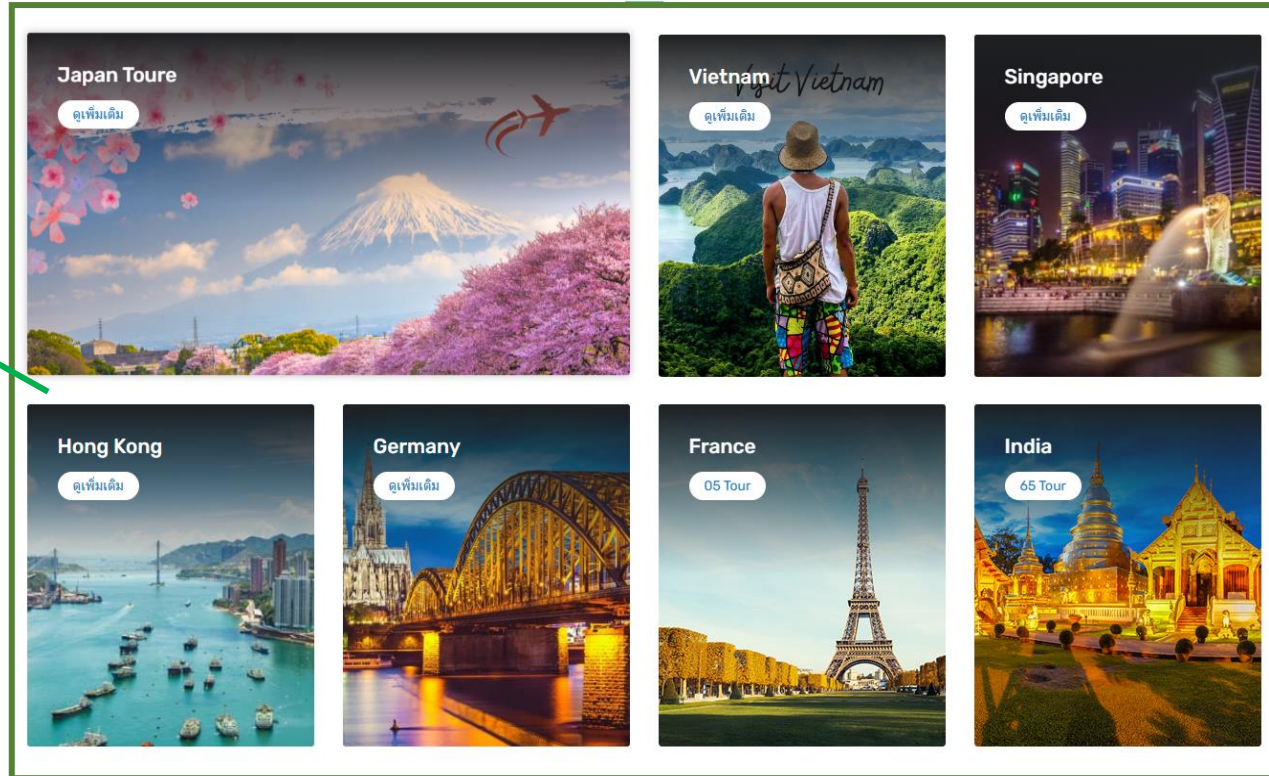 Japan Toure
ดูเพิ่มเติม
Vietnam
Visit Vietnam
ดูเพิ่มเติม
Singapore
ดูเพิ่มเติม
Hong Kong
ดูเพิ่มเติม
Germany
ดูเพิ่มเติม
France
05 Tour
India
65 Tour